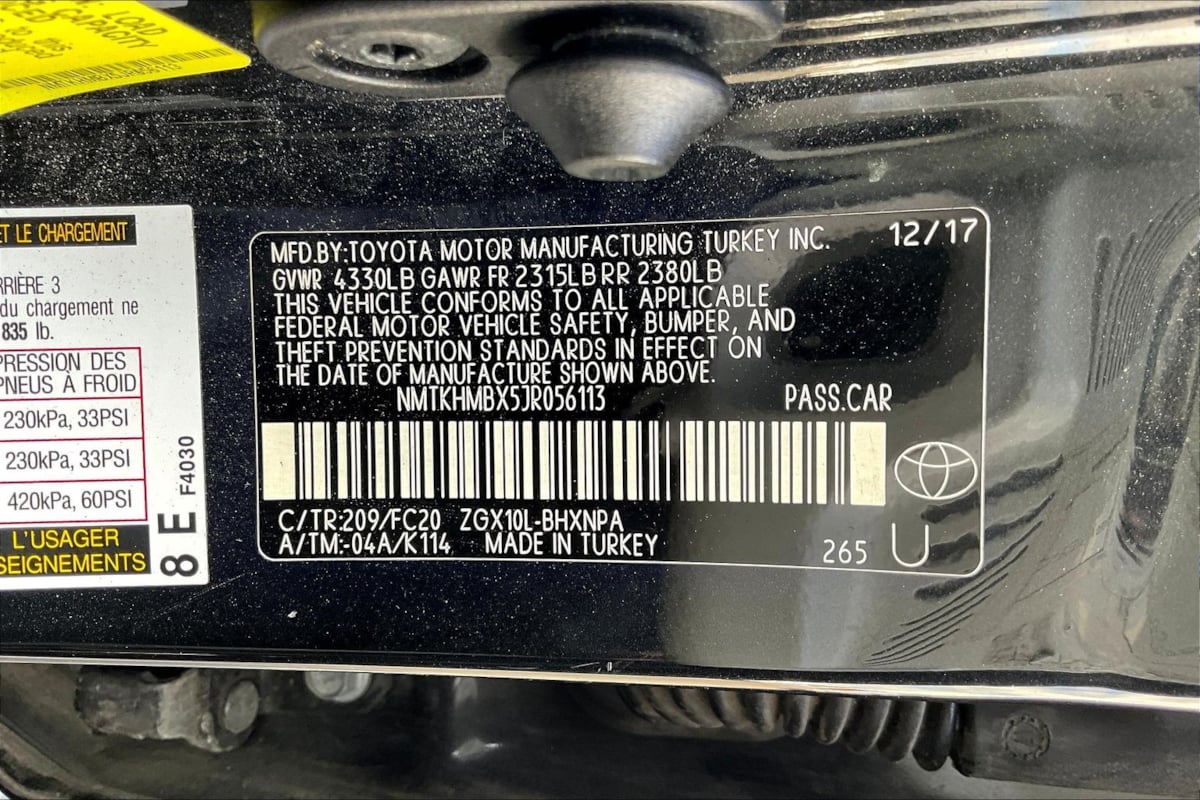 LOAD
CAPACITY
ET LE CHARGEMENT
RRIÈRE 3
du chargement ne
835 lb.
PRESSION DES
PNEUS À FROID
230kPa, 33PSI
230kPa, 33PSI
420kPa, 60PSI
L'USAGER
SEIGNEMENTS
8 E F4030
MFD.BY:TOYOTA MOTOR MANUFACTURING TURKEY INC. 12/17
GVWR 4330LB GAWR FR 2315LB RR 2380LB
THIS VEHICLE CONFORMS TO ALL APPLICABLE
FEDERAL MOTOR VEHICLE SAFETY, BUMPER, AND
THEFT PREVENTION STANDARDS IN EFFECT ON
THE DATE OF MANUFACTURE SHOWN ABOVE.
NMTKHMBX5JR056113 PASS.CAR
C/TR:209/FC20 ZGX10L-BHXNPA
A/TM:-04A/K114 MADE IN TURKEY
265 U